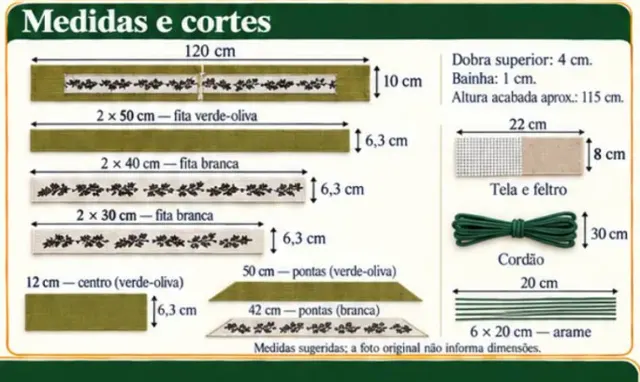 Medidas e cortes
120 cm
10 cm
2 × 50 cm — fita verde-oliva
6,3 cm
2 × 40 cm — fita branca
6,3 cm
2 × 30 cm — fita branca
6,3 cm
12 cm — centro (verde-oliva)
6,3 cm
50 cm — pontas (verde-oliva)
42 cm — pontas (branca)
Dobra superior: 4 cm.
Bainha: 1 cm.
Altura acabada aprox.: 115 cm.
22 cm
8 cm
Tela e feltro
30 cm
Cordão
20 cm
6 × 20 cm — arame
Medidas sugeridas; a foto original não informa dimensões.